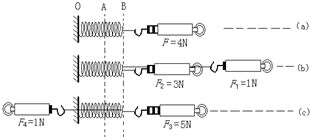 O A B
F=4N (a)
F₂=3N F₁=1N (b)
F₄=1N F₃=5N (c)